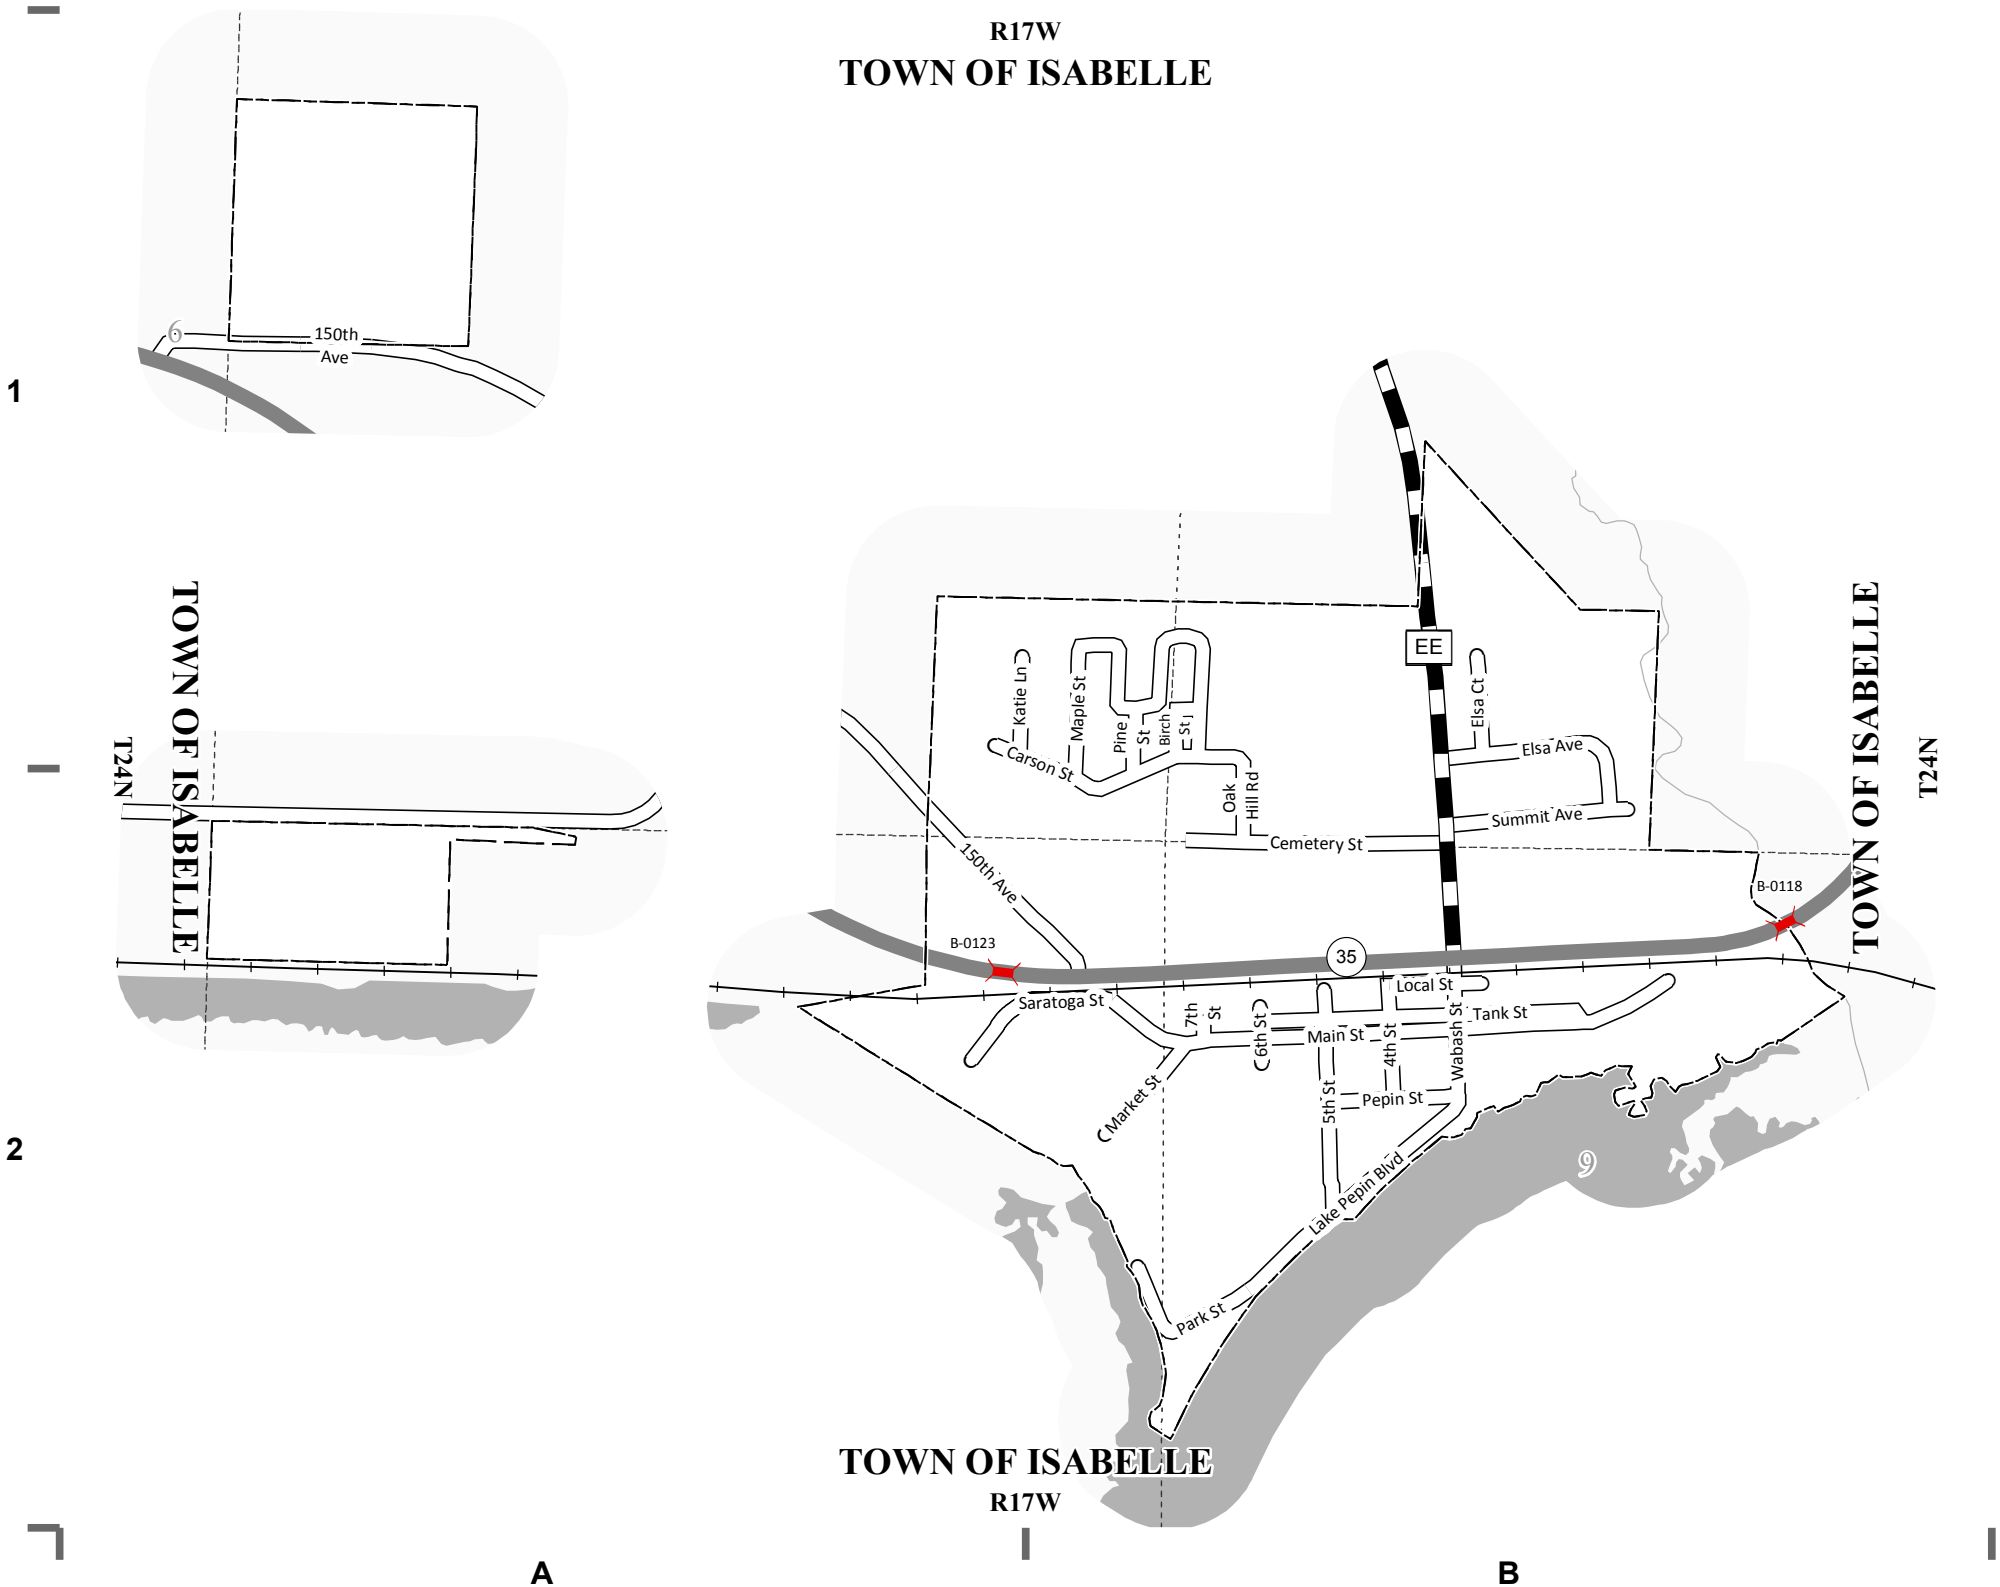 R17W
TOWN OF ISABELLE
6
150th
Ave
1
EE
TOWN OF ISABELLE
T24N
TOWN OF ISABELLE
T24N
Katie Ln
Maple St
Pine
St
Birch
St
Carson St
Oak
Hill Rd
Elsa Ct
Elsa Ave
Summit Ave
Cemetery St
150th Ave
B-0118
B-0123
35
Local St
Saratoga St
7th
St
6th St
Main St
4th St
Wabash St
Tank St
5th St
Pepin St
Market St
2
9
Lake Pepin Blvd
Park St
TOWN OF ISABELLE
R17W
A
B